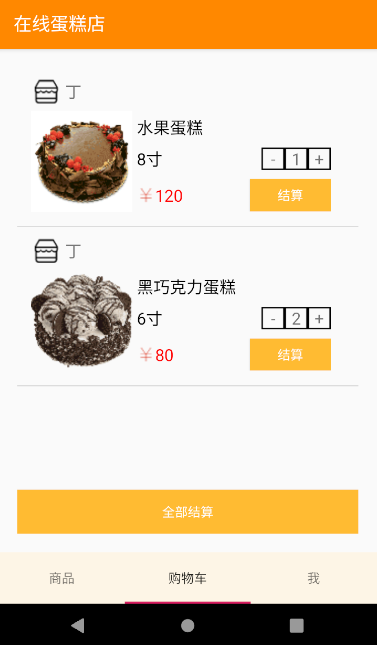 在线蛋糕店
丁
水果蛋糕
8寸
- 1 +
￥120
结算
丁
黑巧克力蛋糕
6寸
- 2 +
￥80
结算
全部结算
商品 购物车 我